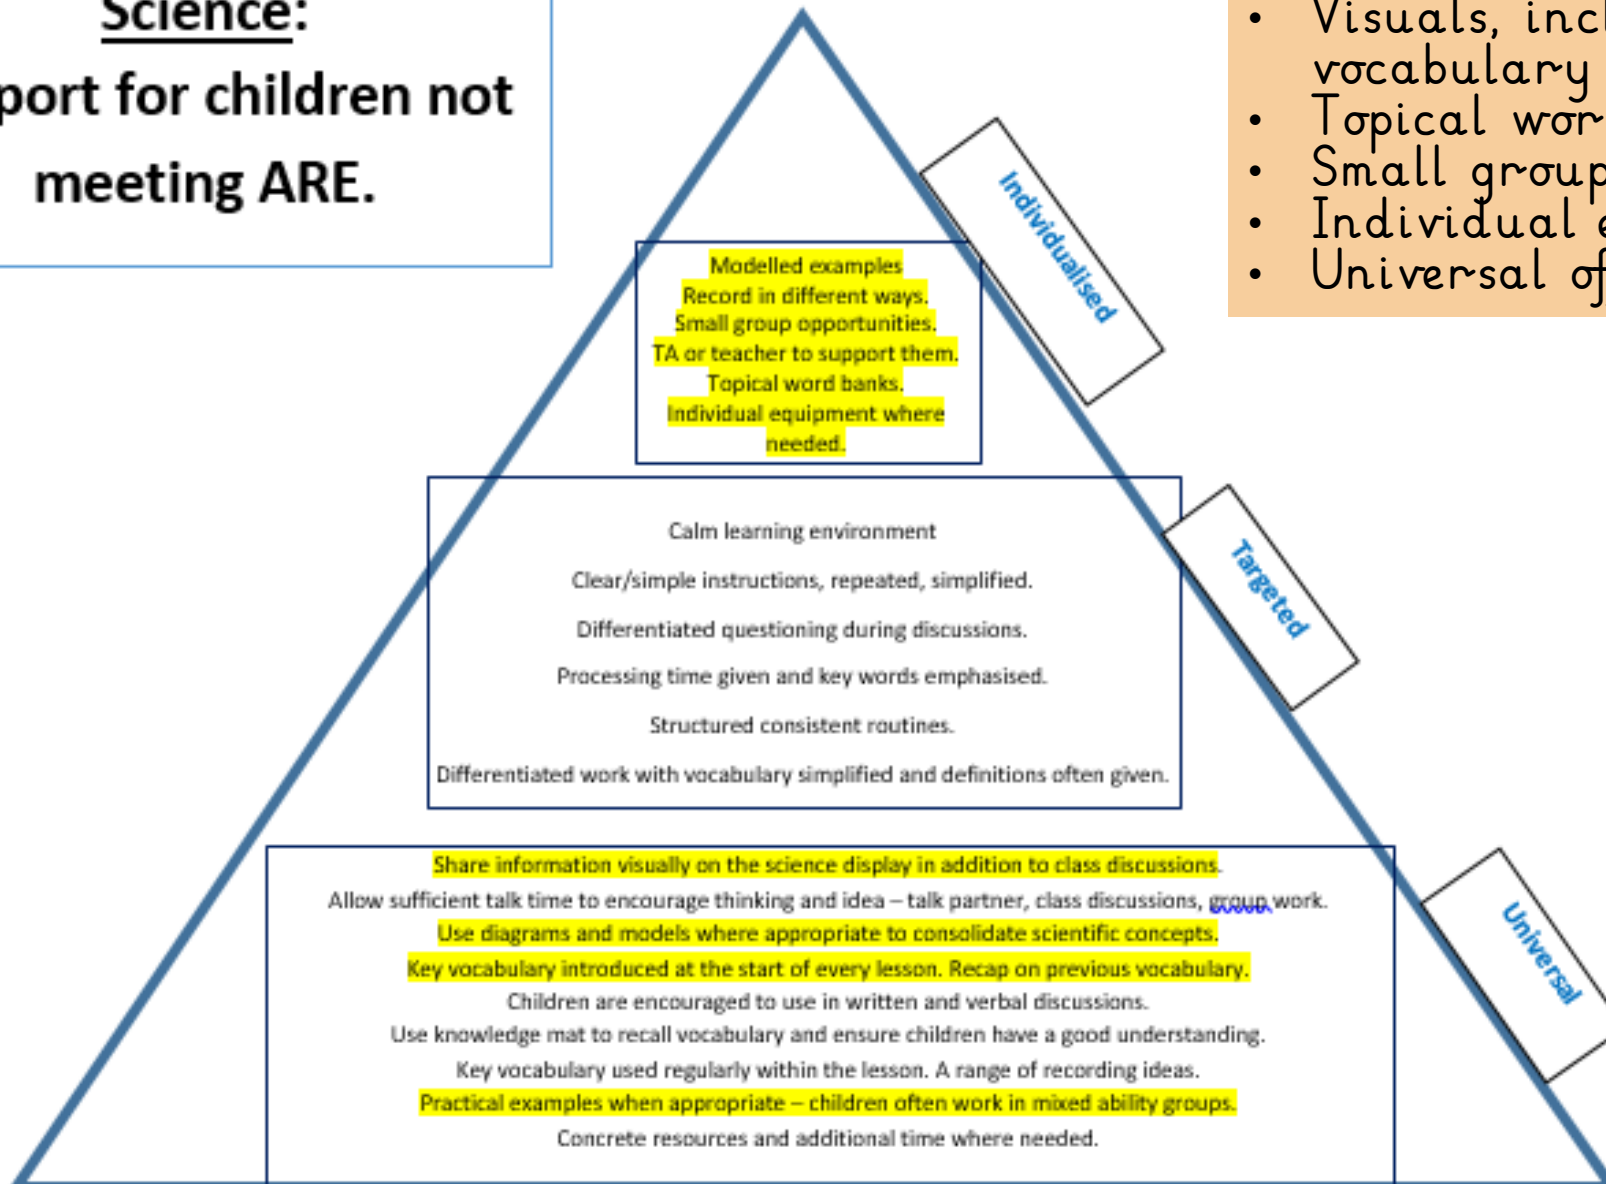 Science:
port for children not
meeting ARE.
• Visuals, incl
vocabulary
• Topical wor
• Small group
• Individual e
• Universal of
Individualised
Modelled examples
Record in different ways.
Small group opportunities.
TA or teacher to support them.
Topical word banks.
Individual equipment where
needed.
Targeted
Calm learning environment
Clear/simple instructions, repeated, simplified.
Differentiated questioning during discussions.
Processing time given and key words emphasised.
Structured consistent routines.
Differentiated work with vocabulary simplified and definitions often given.
Universal
Share information visually on the science display in addition to class discussions.
Allow sufficient talk time to encourage thinking and idea – talk partner, class discussions, group work.
Use diagrams and models where appropriate to consolidate scientific concepts.
Key vocabulary introduced at the start of every lesson. Recap on previous vocabulary.
Children are encouraged to use in written and verbal discussions.
Use knowledge mat to recall vocabulary and ensure children have a good understanding.
Key vocabulary used regularly within the lesson. A range of recording ideas.
Practical examples when appropriate – children often work in mixed ability groups.
Concrete resources and additional time where needed.